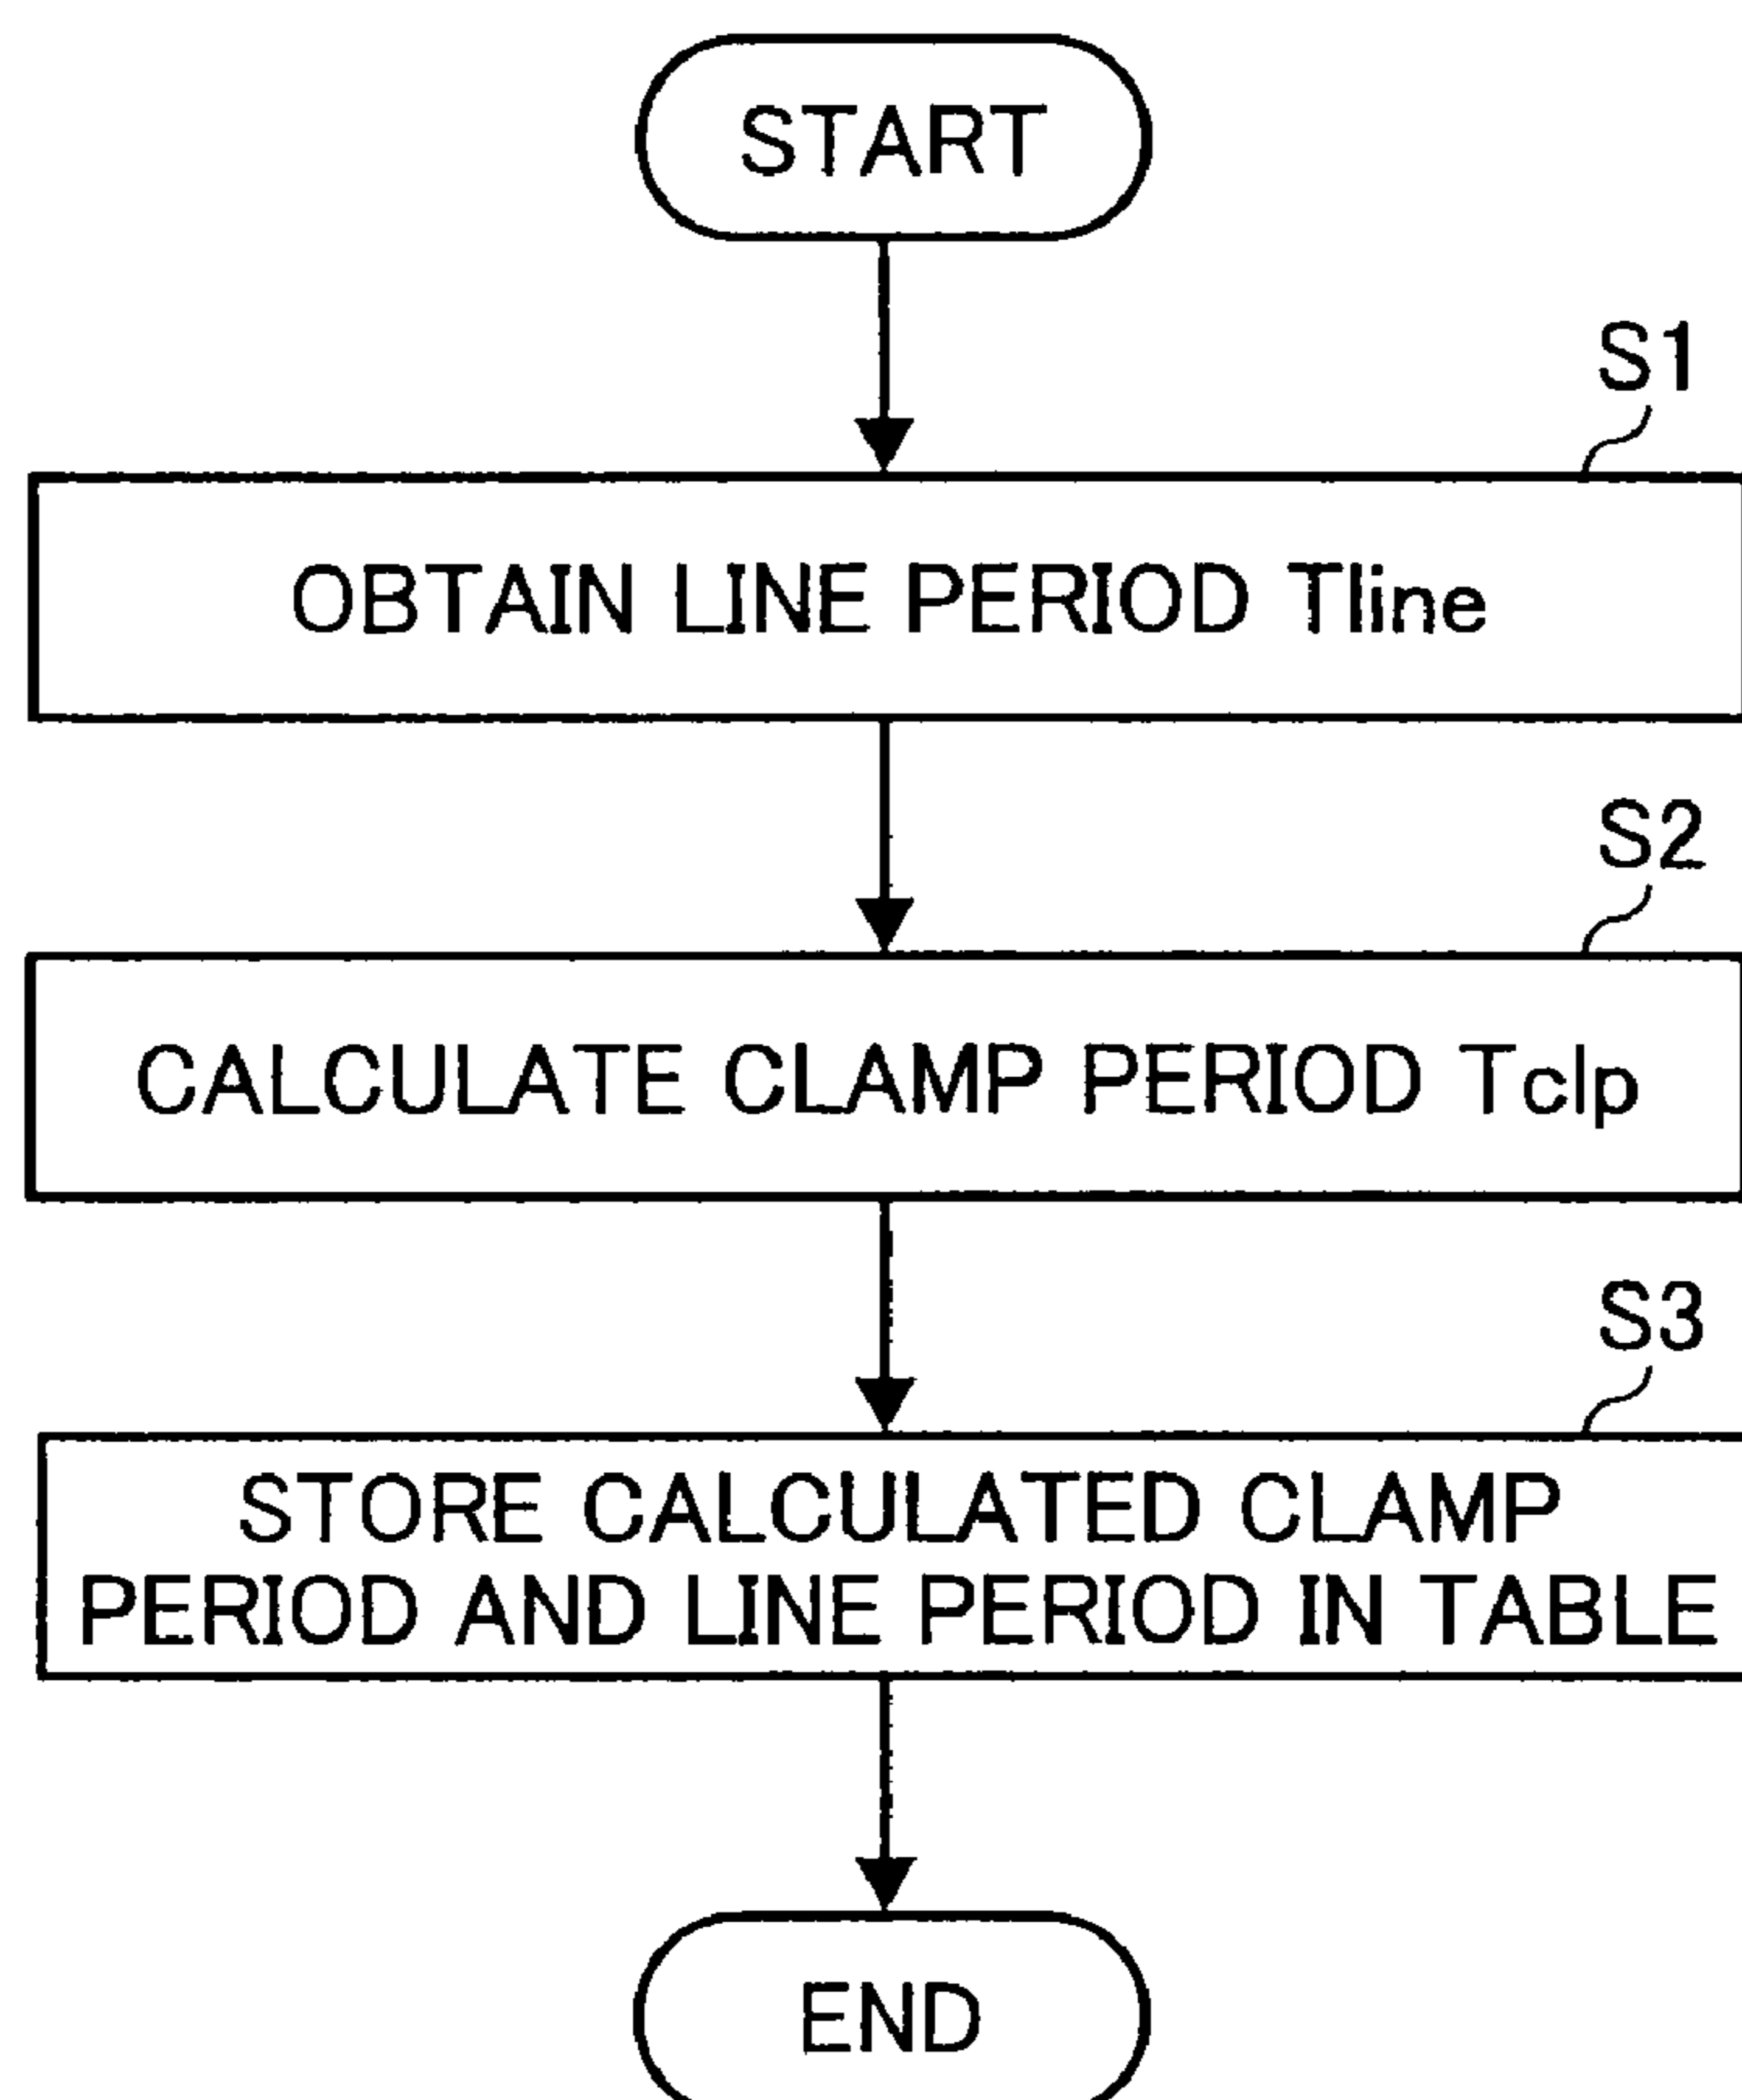 START
S1
OBTAIN LINE PERIOD Tline
S2
CALCULATE CLAMP PERIOD Tclp
S3
STORE CALCULATED CLAMP
PERIOD AND LINE PERIOD IN TABLE
END